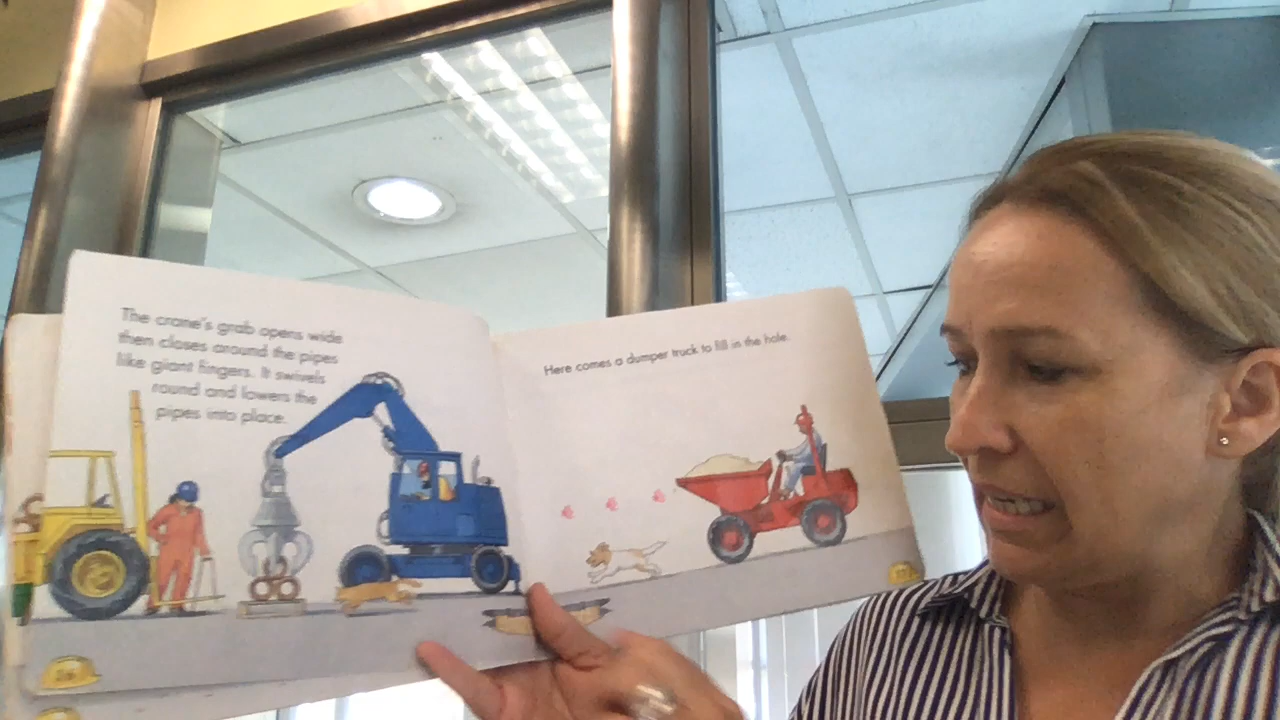 The crane's grab opens wide
then closes around the pipes
like giant fingers. It swivels
round and lowers the
pipes into place.
Here comes a dumper truck to fill in the hole.